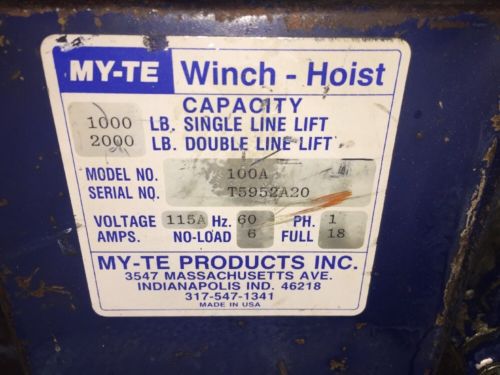 MY-TE Winch - Hoist
CAPACITY
1000 LB. SINGLE LINE LIFT
2000 LB. DOUBLE LINE LIFT
MODEL NO. 100A
SERIAL NO. T5952A20
VOLTAGE 115A Hz. 60 PH. 1
AMPS. NO-LOAD 6 FULL 18
MY-TE PRODUCTS INC.
3547 MASSACHUSETTS AVE.
INDIANAPOLIS IND. 46218
317-547-1341
MADE IN USA